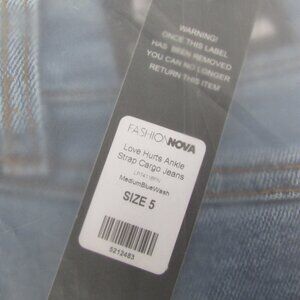 WARNING!
ONCE THIS LABEL
HAS BEEN REMOVED
YOU CAN NO LONGER
RETURN THIS ITEM
FASHIONNOVA
Love Hurts Ankle
Strap Cargo Jeans
MediumBlueWash
SIZE 5
5212483